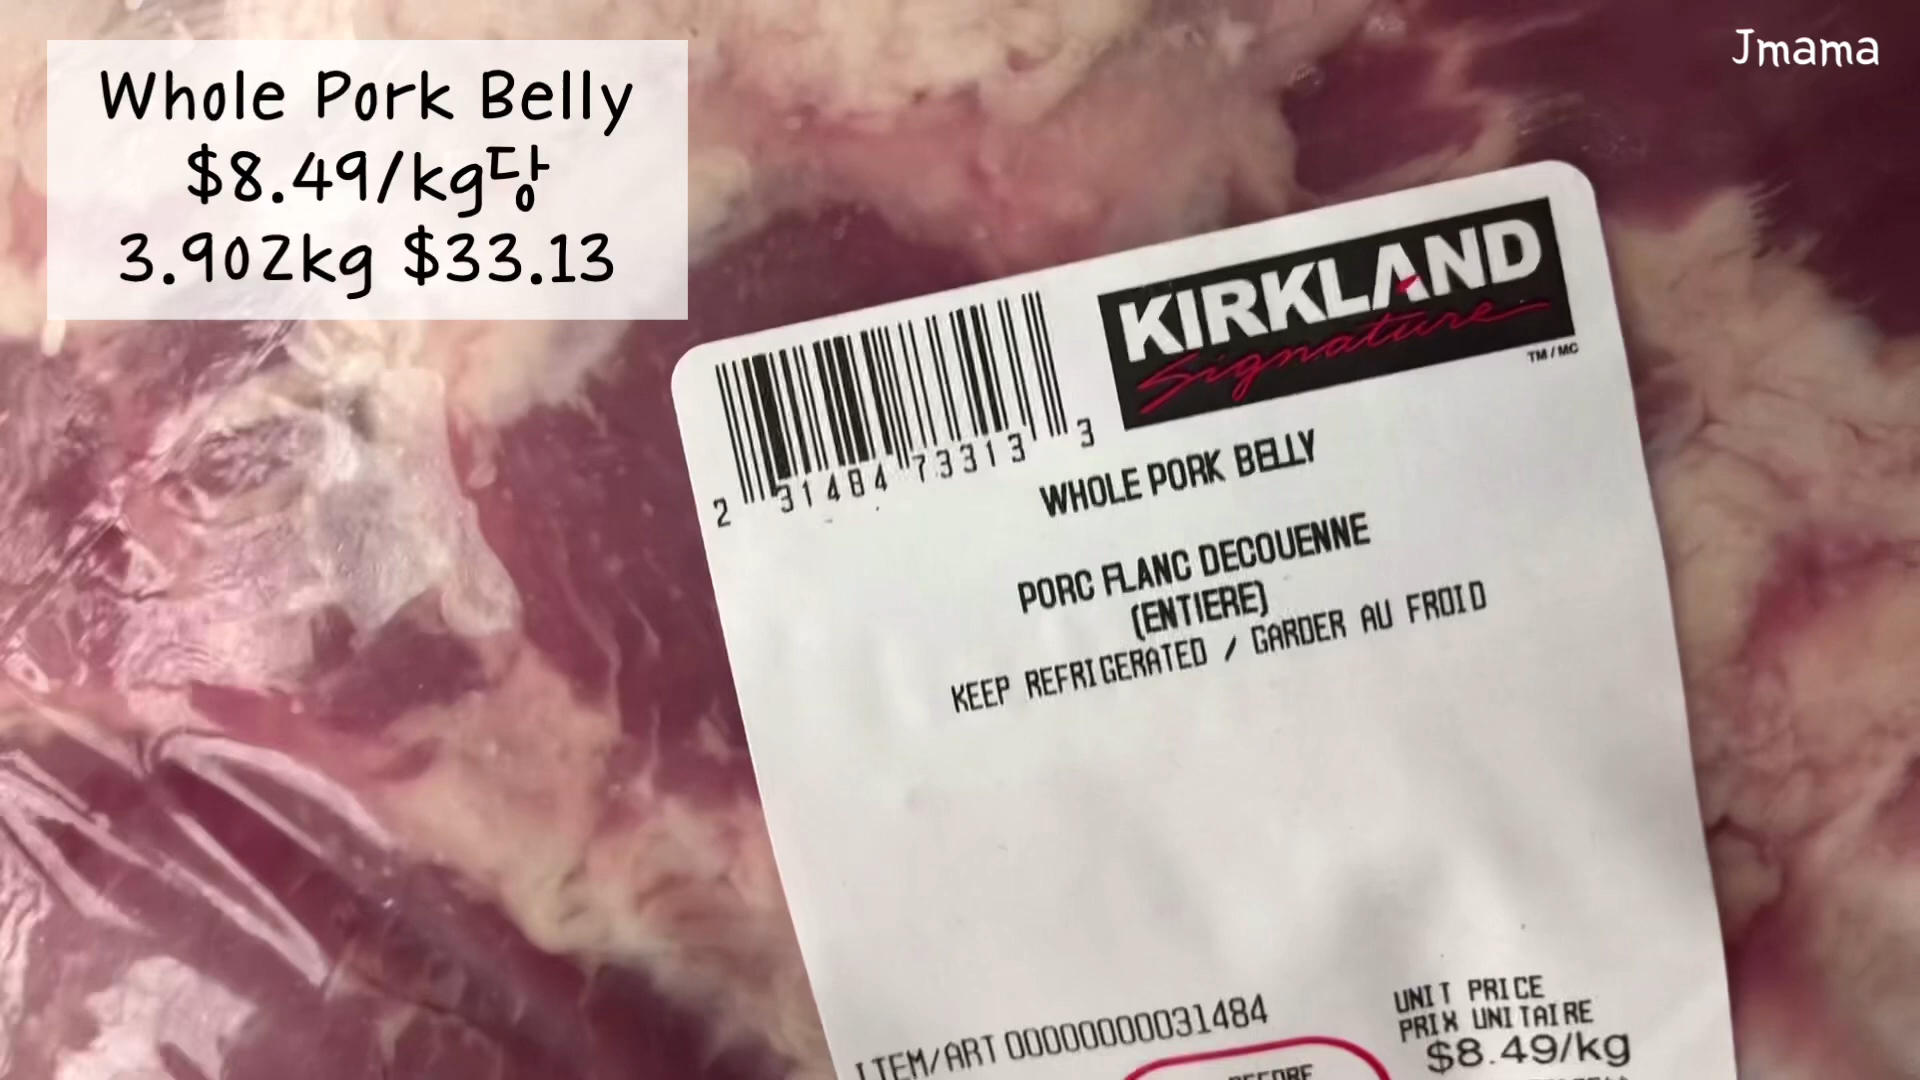 Whole Pork Belly
$8.49/kg당
3.902kg $33.13
Jmama
KIRKLAND
Signature
TM/MC
2 31484 73313 3
WHOLE PORK BELLY
PORC FLANC DECOUENNE
(ENTIERE)
KEEP REFRIGERATED / GARDER AU FROID
ITEM/ART 00000000031484
UNIT PRICE
PRIX UNITAIRE
$8.49/kg
BEFORE